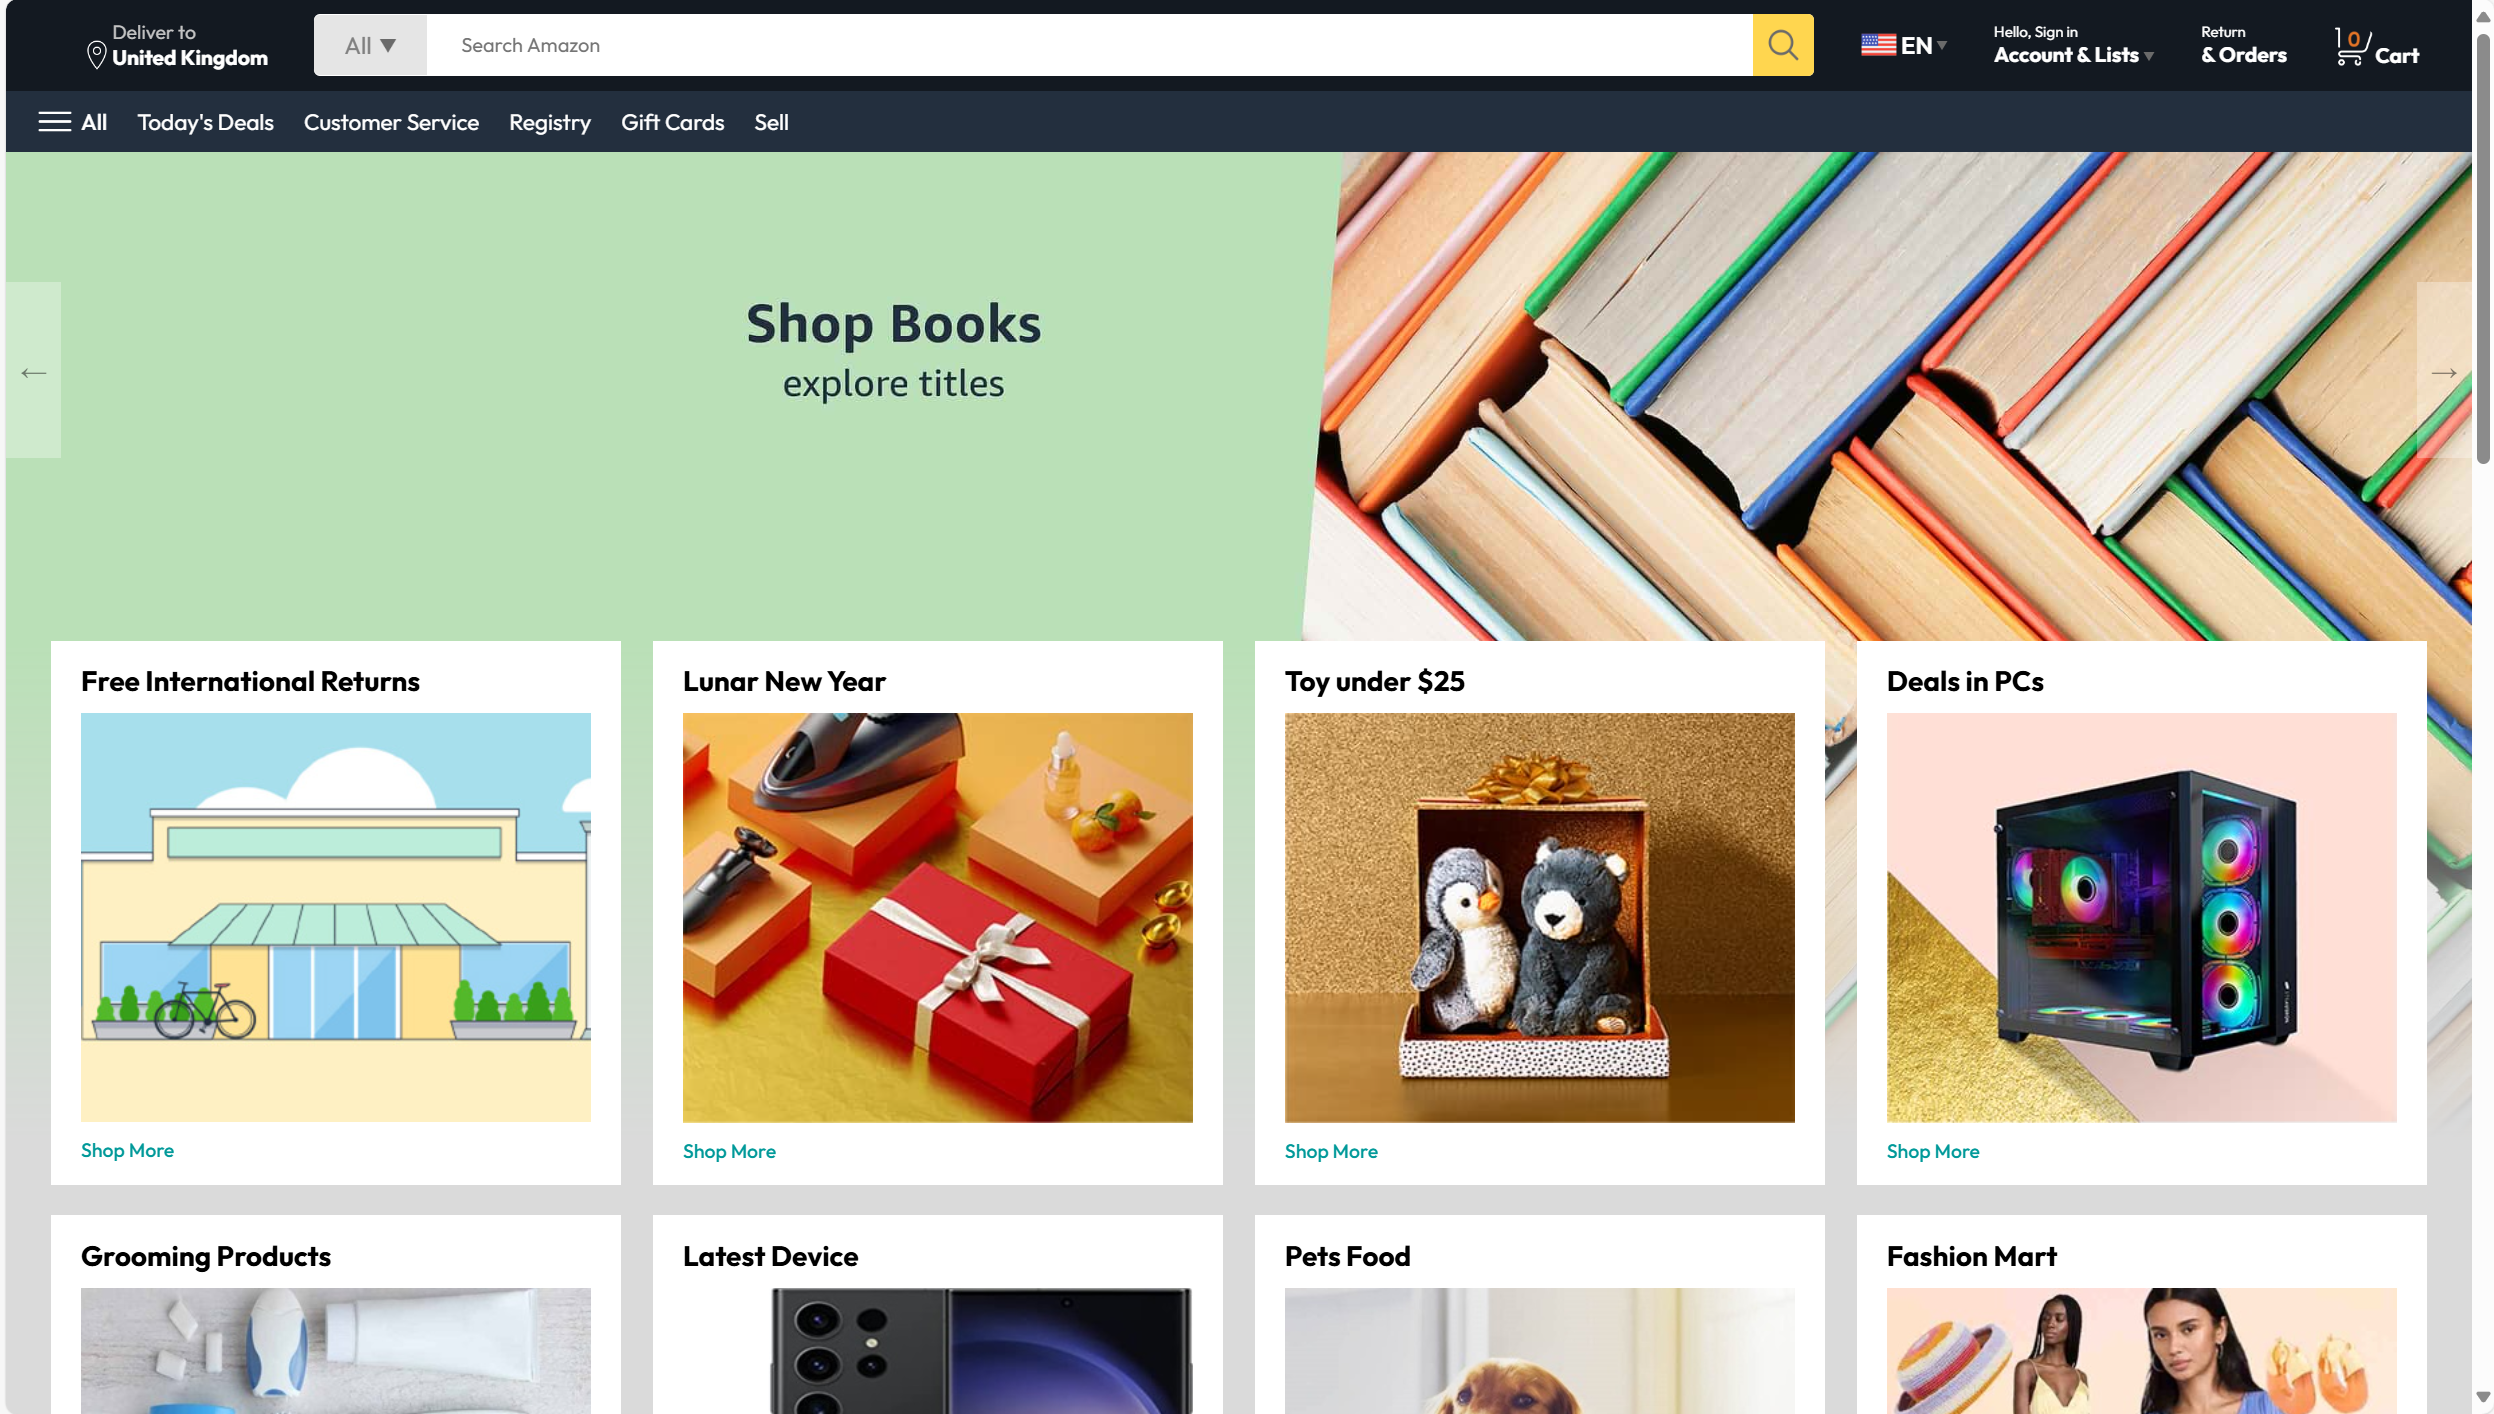 Deliver to
United Kingdom
All ▼
Search Amazon
EN
Hello, Sign in
Account & Lists
Return
& Orders
0
Cart
All
Today's Deals
Customer Service
Registry
Gift Cards
Sell
Shop Books
explore titles
←
→
Free International Returns
Lunar New Year
Toy under $25
Deals in PCs
Shop More
Shop More
Shop More
Shop More
Grooming Products
Latest Device
Pets Food
Fashion Mart